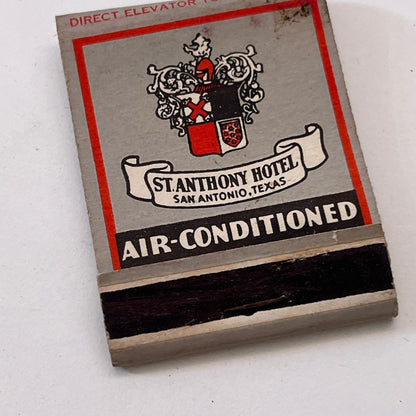 DIRECT ELEVATOR
ST. ANTHONY HOTEL
SAN ANTONIO, TEXAS
AIR-CONDITIONED